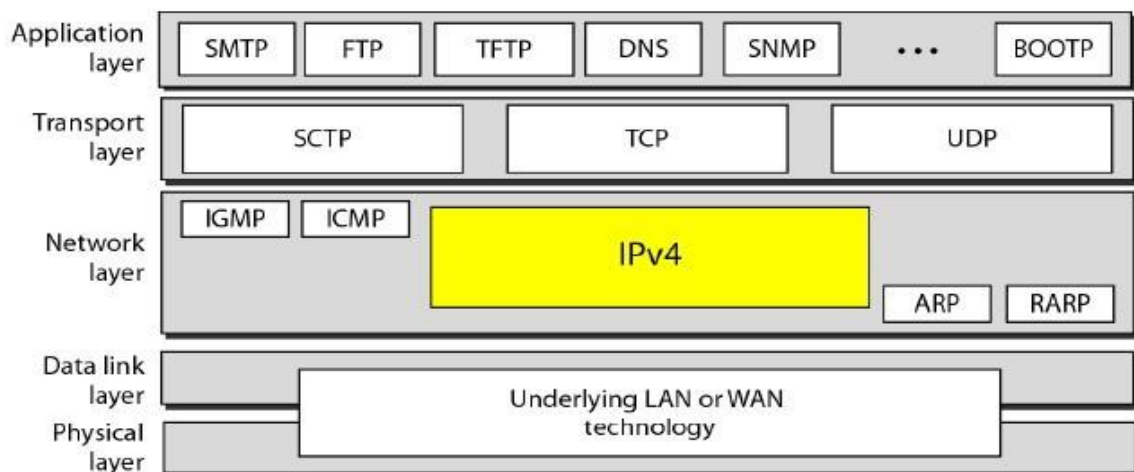 Application
layer
SMTP
FTP
TFTP
DNS
SNMP
...
BOOTP
Transport
layer
SCTP
TCP
UDP
Network
layer
IGMP
ICMP
IPv4
ARP
RARP
Data link
layer
Physical
layer
Underlying LAN or WAN
technology